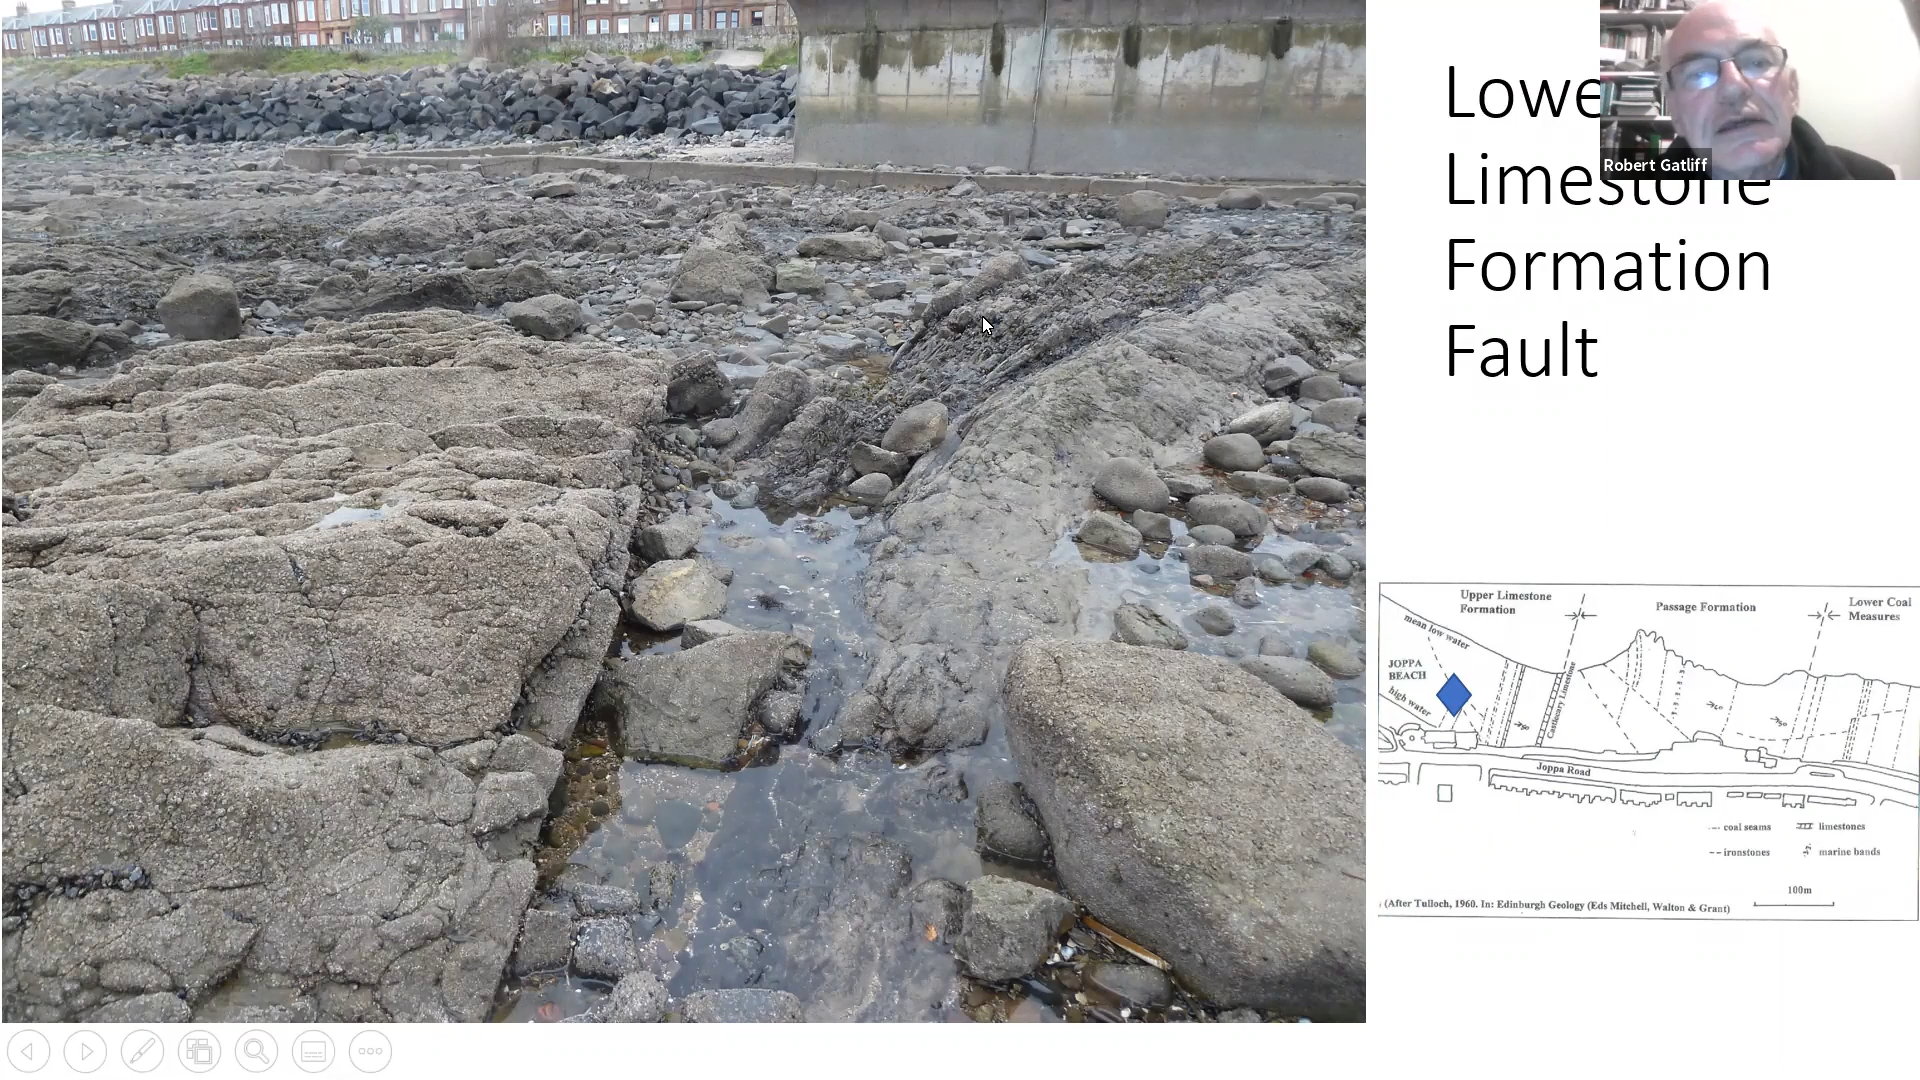 Lowe
Limestone
Formation
Fault
Robert Gatliff
Upper Limestone
Formation
Passage Formation
Lower Coal
Measures
mean low water
JOPPA
BEACH
high water
Castlecary Limestone
Joppa Road
coal seams
limestones
ironstones
marine bands
100m
(After Tulloch, 1960. In: Edinburgh Geology (Eds Mitchell, Walton & Grant)